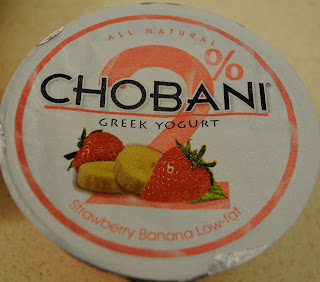 ALL NATURAL
2%
CHOBANI®
GREEK YOGURT
Strawberry Banana Low-fat